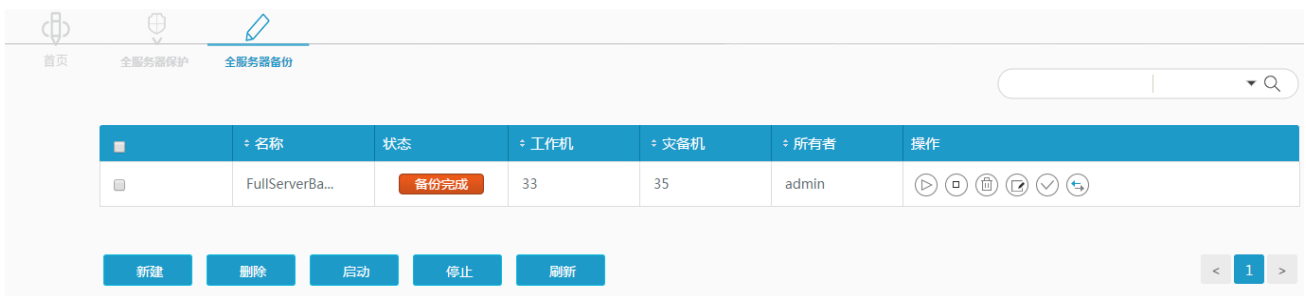 首页 全服务器保护 全服务器备份
名称 状态 工作机 灾备机 所有者 操作
FullServerBa... 备份完成 33 35 admin
新建 删除 启动 停止 刷新 < 1 >